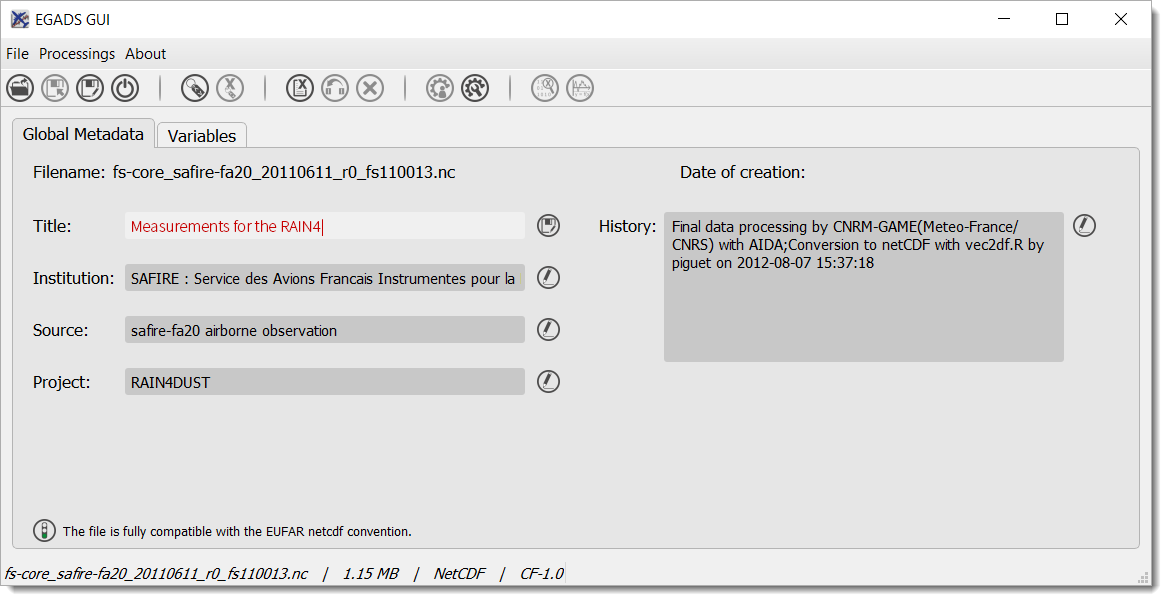 EGADS GUI
File Processings About
Global Metadata Variables
Filename: fs-core_safire-fa20_20110611_r0_fs110013.nc
Date of creation:
Title: Measurements for the RAIN4
Institution: SAFIRE : Service des Avions Francais Instrumentes pour la
Source: safire-fa20 airborne observation
Project: RAIN4DUST
History: Final data processing by CNRM-GAME(Meteo-France/
CNRS) with AIDA;Conversion to netCDF with vec2df.R by
piguet on 2012-08-07 15:37:18
The file is fully compatible with the EUFAR netcdf convention.
fs-core_safire-fa20_20110611_r0_fs110013.nc | 1.15 MB | NetCDF | CF-1.0